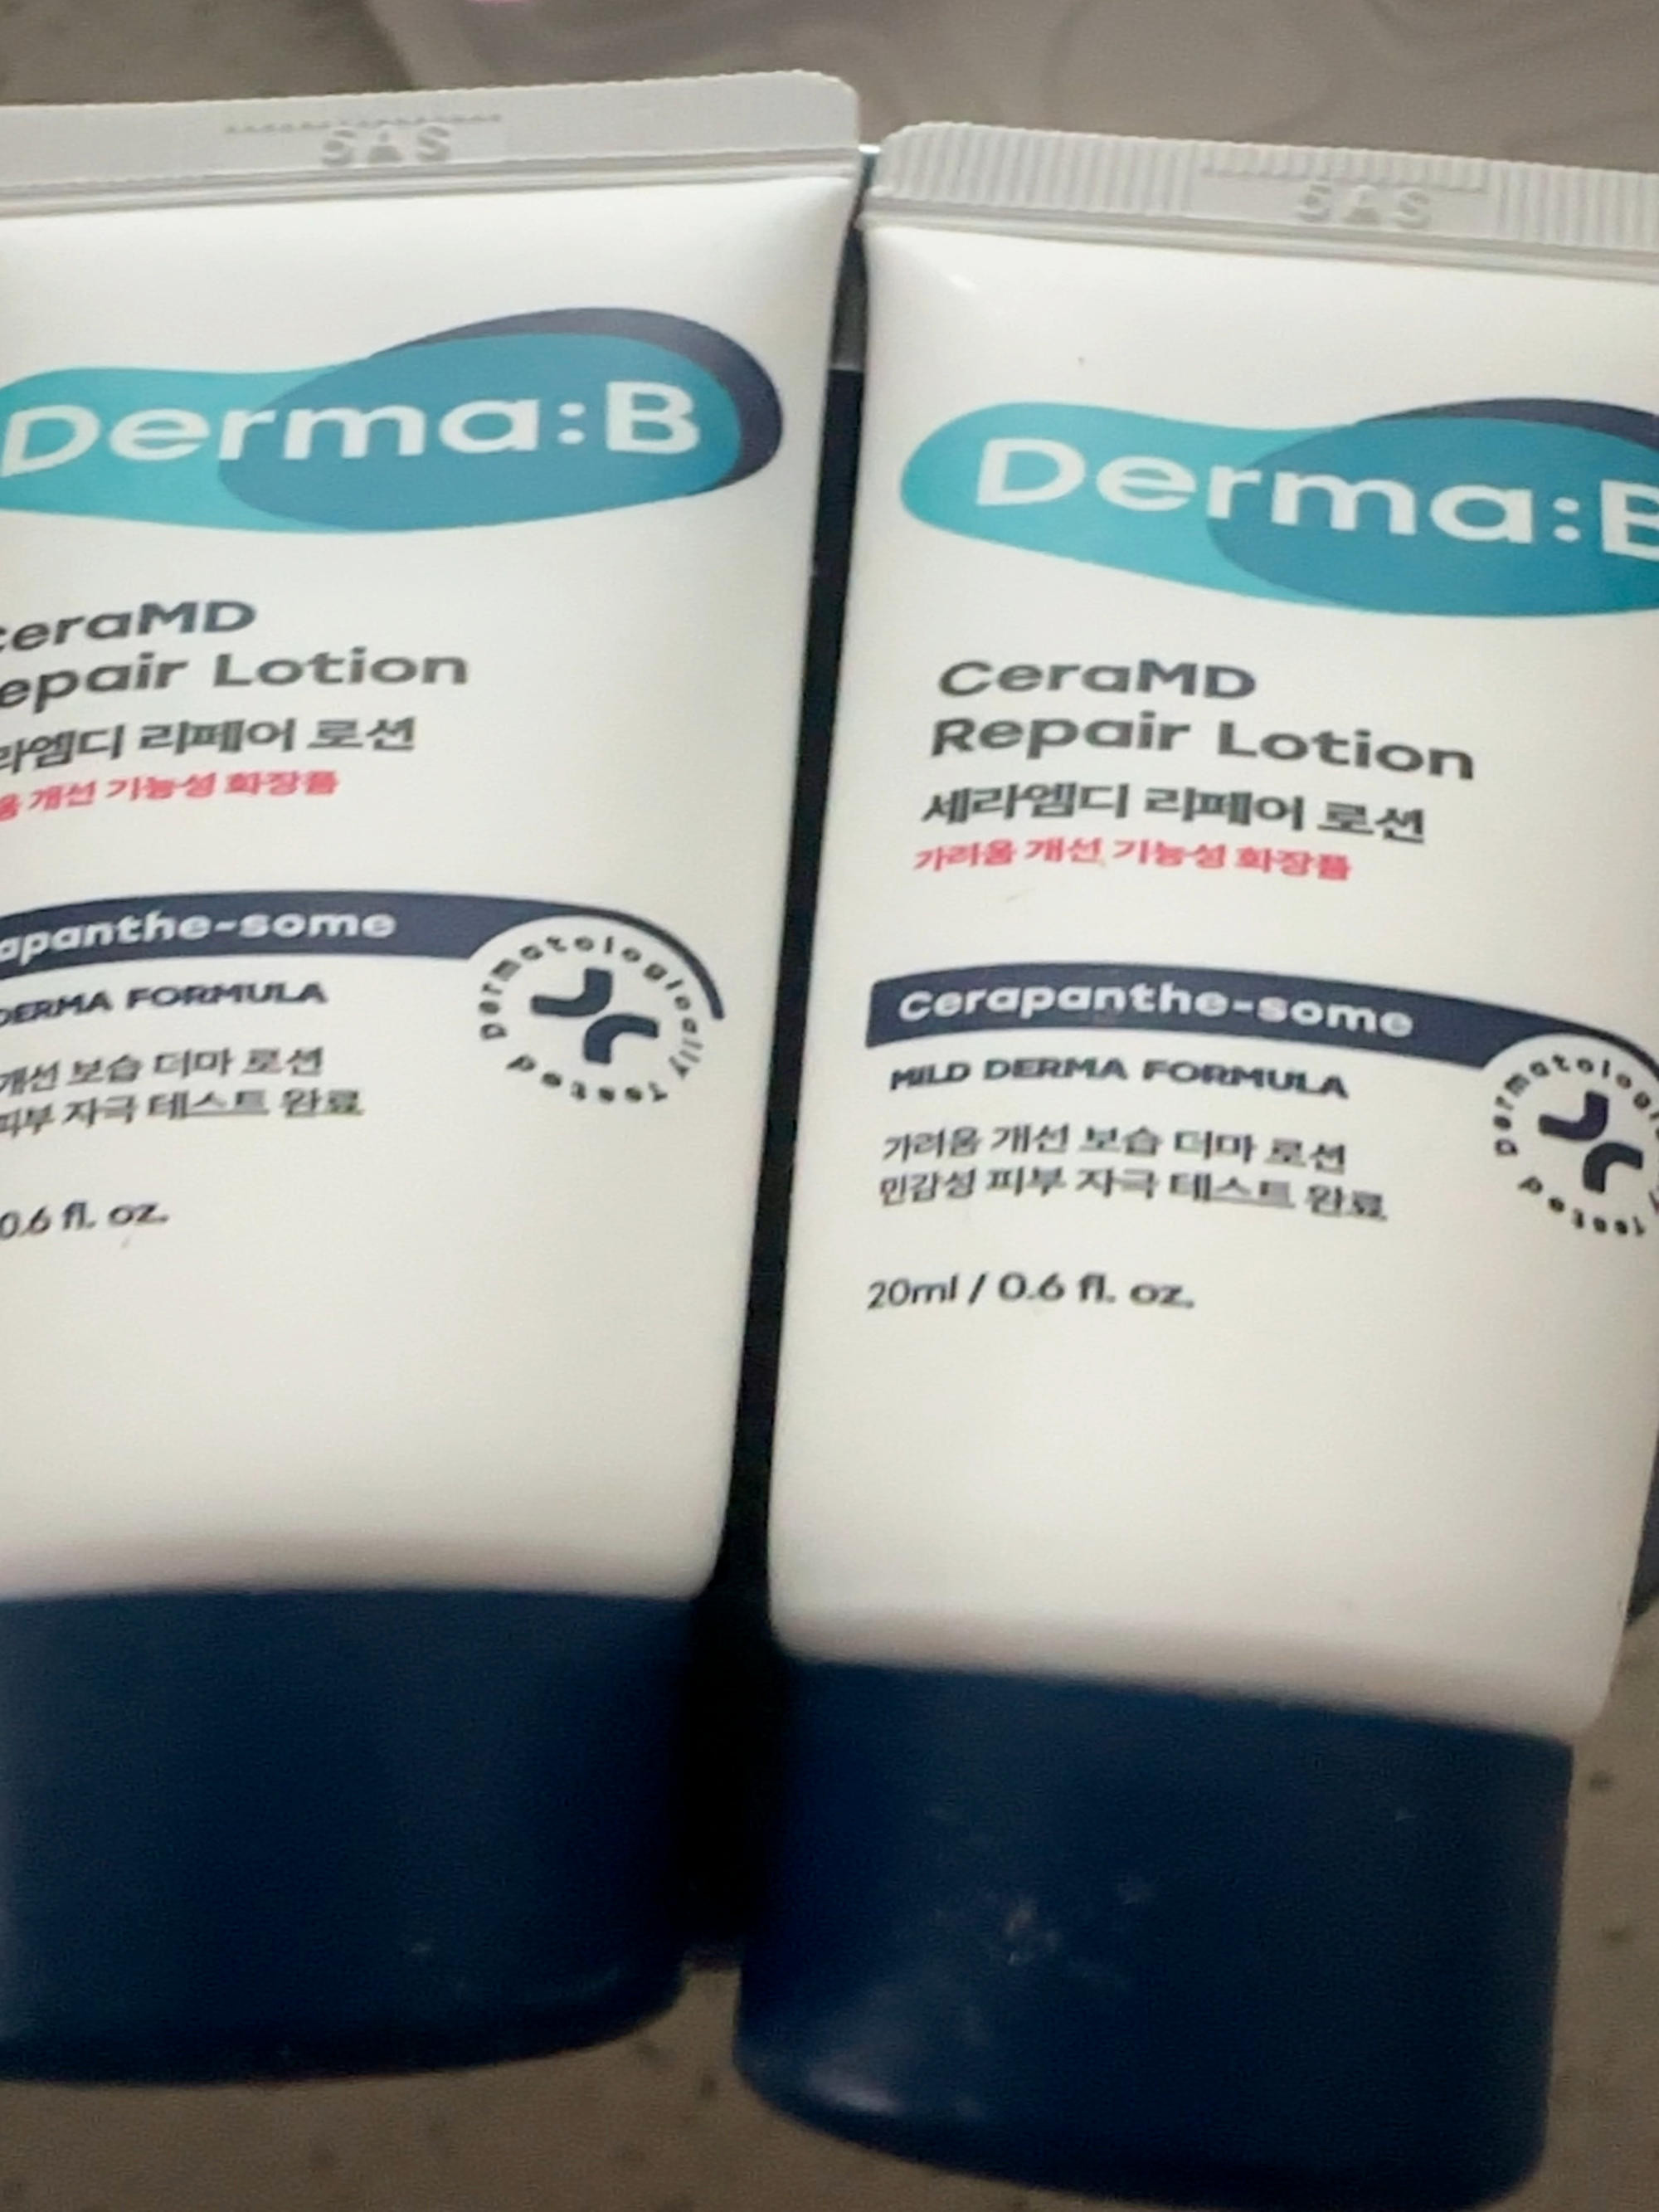 SAS
Derma:B
ceraMD
epair Lotion
라엠디 리페어 로션
움 개선 기능성 화장품
apanthe-some
DERMA FORMULA
Dermatologically Tested
개선 보습 더마 로션
피부 자극 테스트 완료
0.6 fl. oz.
SAS
Derma:B
CeraMD
Repair Lotion
세라엠디 리페어 로션
가려움 개선 기능성 화장품
Cerapanthe-some
MILD DERMA FORMULA
가려움 개선 보습 더마 로션
민감성 피부 자극 테스트 완료
20ml / 0.6 fl. oz.